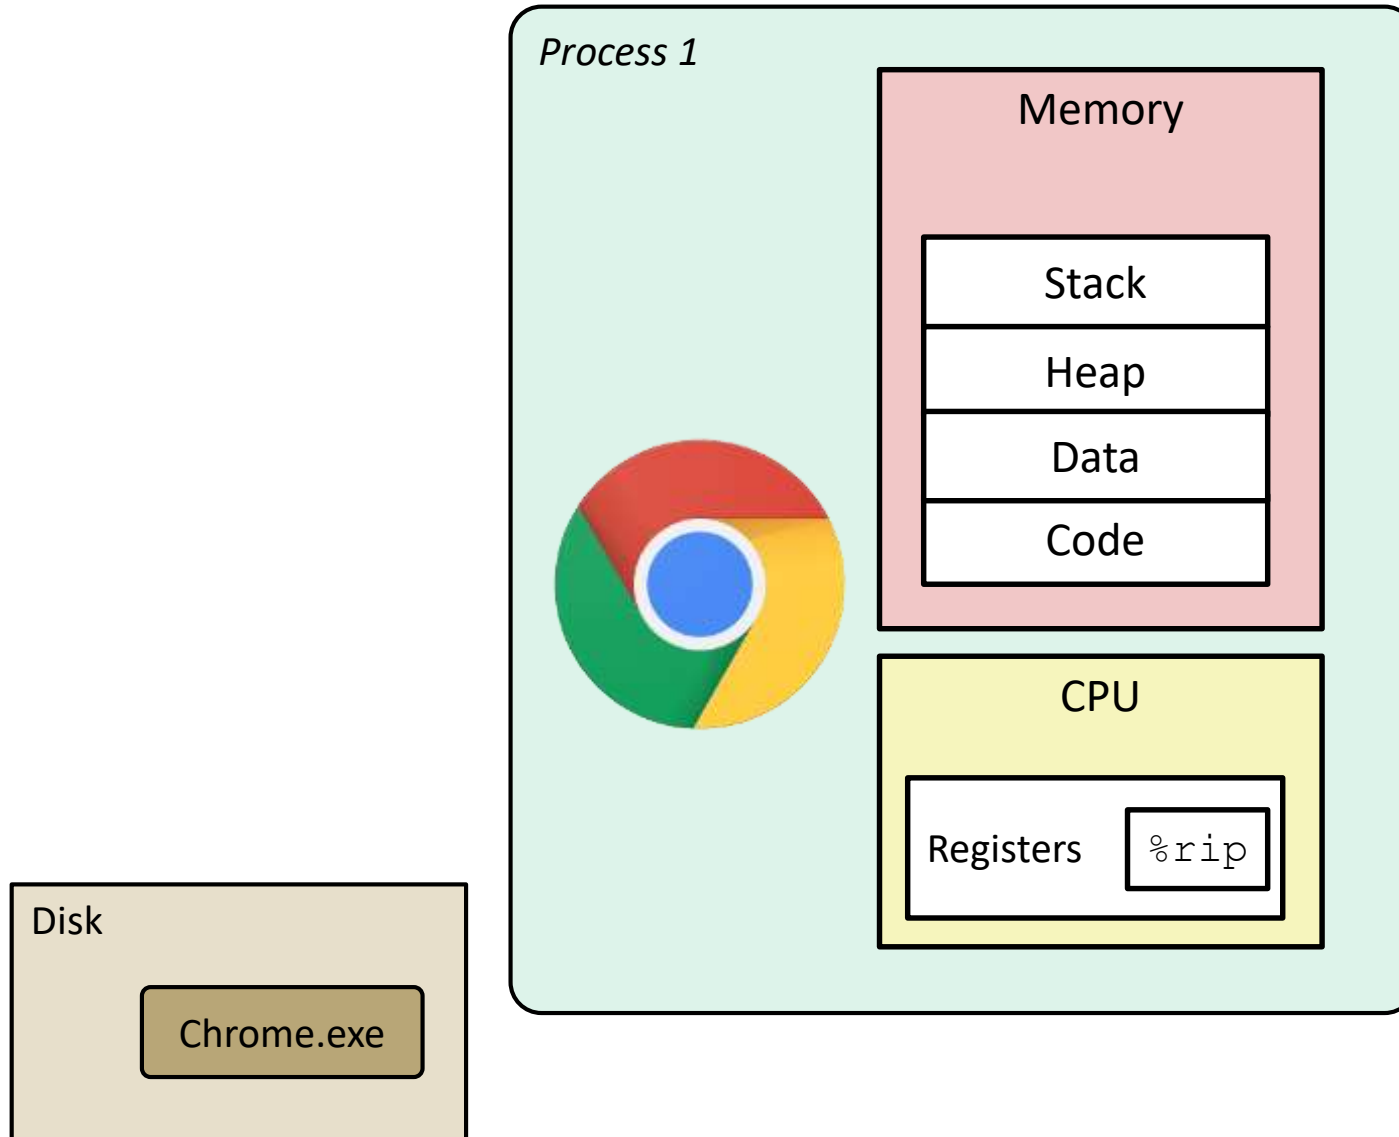 Process 1
Memory
Stack
Heap
Data
Code
CPU
Registers %rip
Disk
Chrome.exe